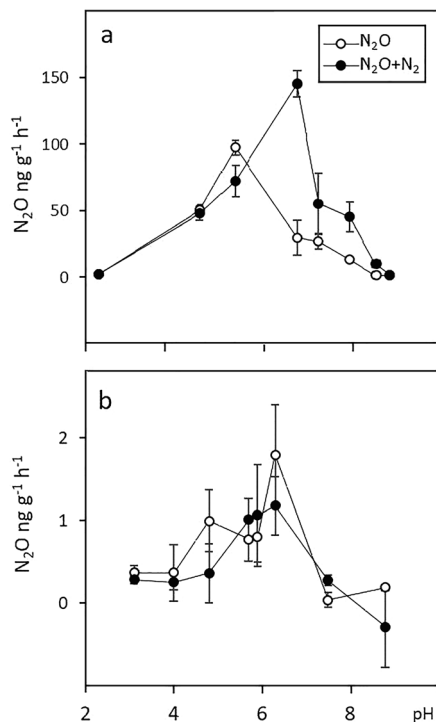 a
N₂O
N₂O+N₂
150
100
50
0
N₂O ng g⁻¹ h⁻¹
b
2
1
0
N₂O ng g⁻¹ h⁻¹
2 4 6 8 pH